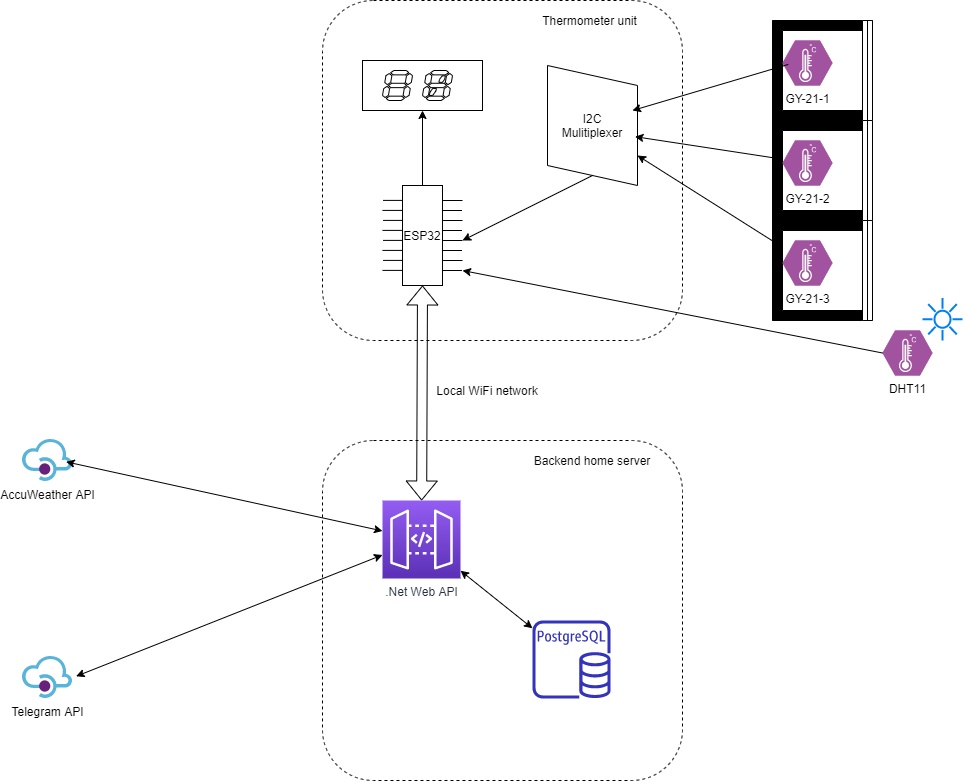 Thermometer unit
GY-21-1
I2C
Mulitiplexer
GY-21-2
ESP32
GY-21-3
DHT11
Local WiFi network
Backend home server
AccuWeather API
</>
.Net Web API
PostgreSQL
Telegram API